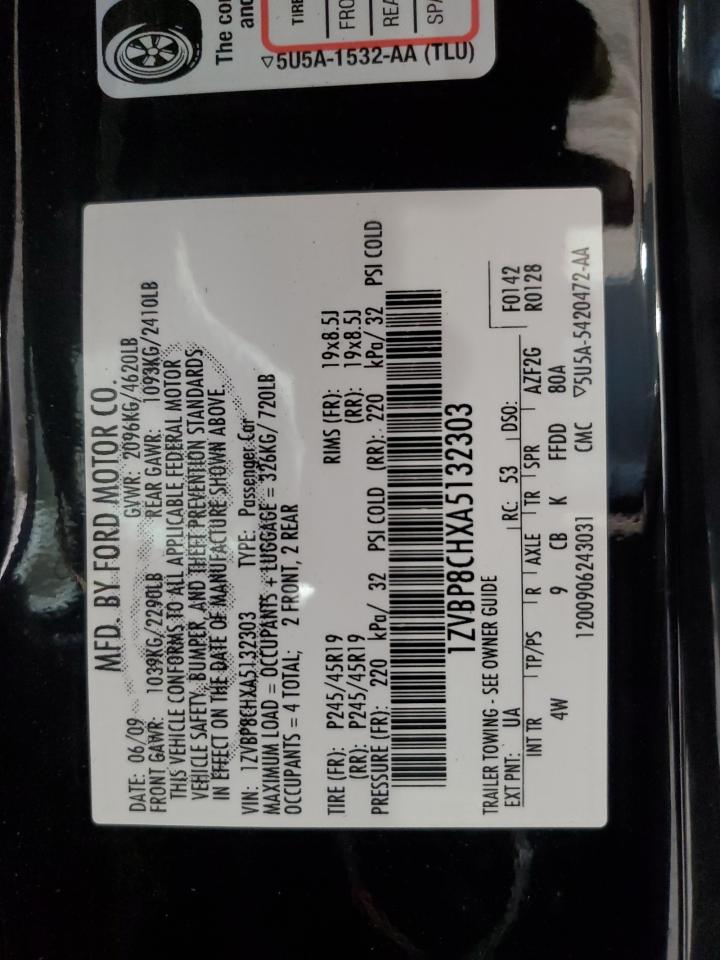 The co
and
TIRE
FRO
REA
SPA
▽5U5A-1532-AA (TLU)
MFD. BY FORD MOTOR CO.
DATE: 06/09 GVWR: 2096KG/4620LB
FRONT GAWR: 1039KG/2290LB REAR GAWR: 1093KG/2410LB
THIS VEHICLE CONFORMS TO ALL APPLICABLE FEDERAL MOTOR
VEHICLE SAFETY, BUMPER, AND THEFT PREVENTION STANDARDS
IN EFFECT ON THE DATE OF MANUFACTURE SHOWN ABOVE.
VIN: 1ZVBP8CHXA5132303 TYPE: Passenger Car
MAXIMUM LOAD = OCCUPANTS + LUGGAGE = 326KG/ 720LB
OCCUPANTS = 4 TOTAL; 2 FRONT, 2 REAR
TIRE (FR): P245/45R19 RIMS (FR): 19x8.5J
(RR): P245/45R19 (RR): 19x8.5J
PRESSURE (FR): 220 kPa/ 32 PSI COLD (RR): 220 kPa/ 32 PSI COLD
1ZVBP8CHXA5132303
TRAILER TOWING - SEE OWNER GUIDE
EXT PNT: UA RC: 53 DSO:
INT TR TP/PS R AXLE TR SPR AZF2G F0142
4W 9 CB K FFDD 80A R0128
1200906243031 CMC ▽5U5A-5420472-AA